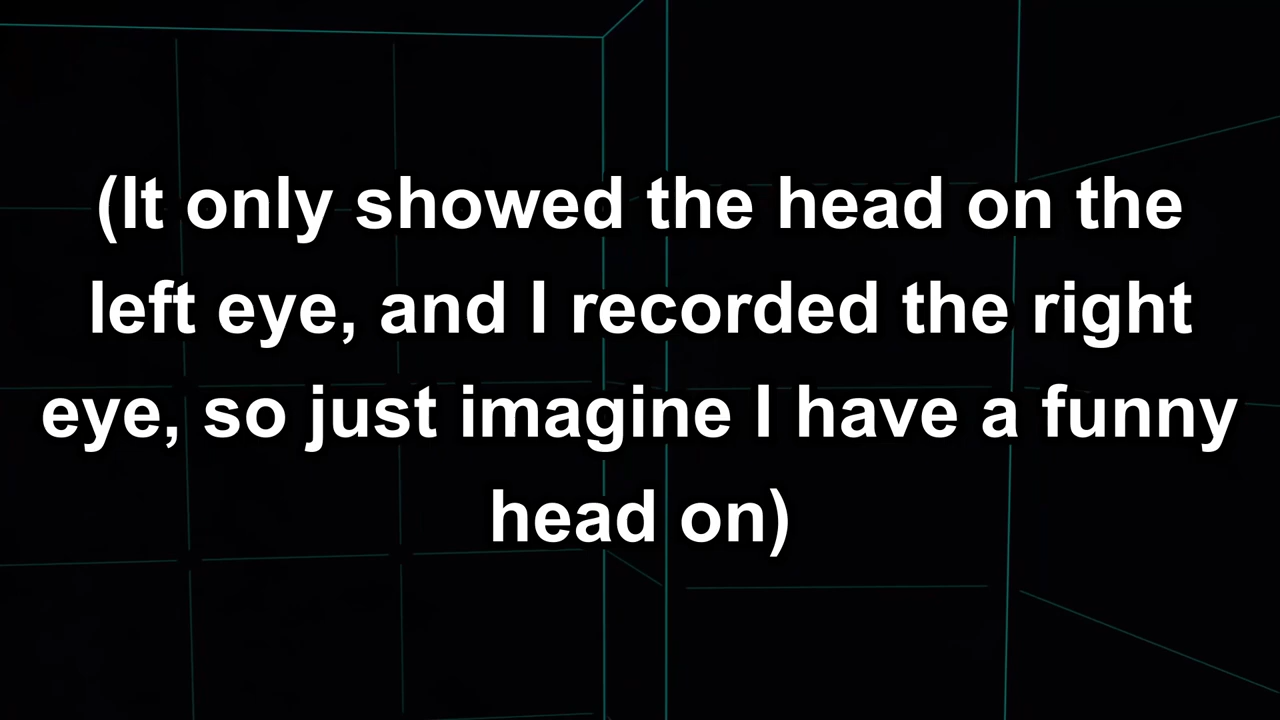 (It only showed the head on the
left eye, and I recorded the right
eye, so just imagine I have a funny
head on)